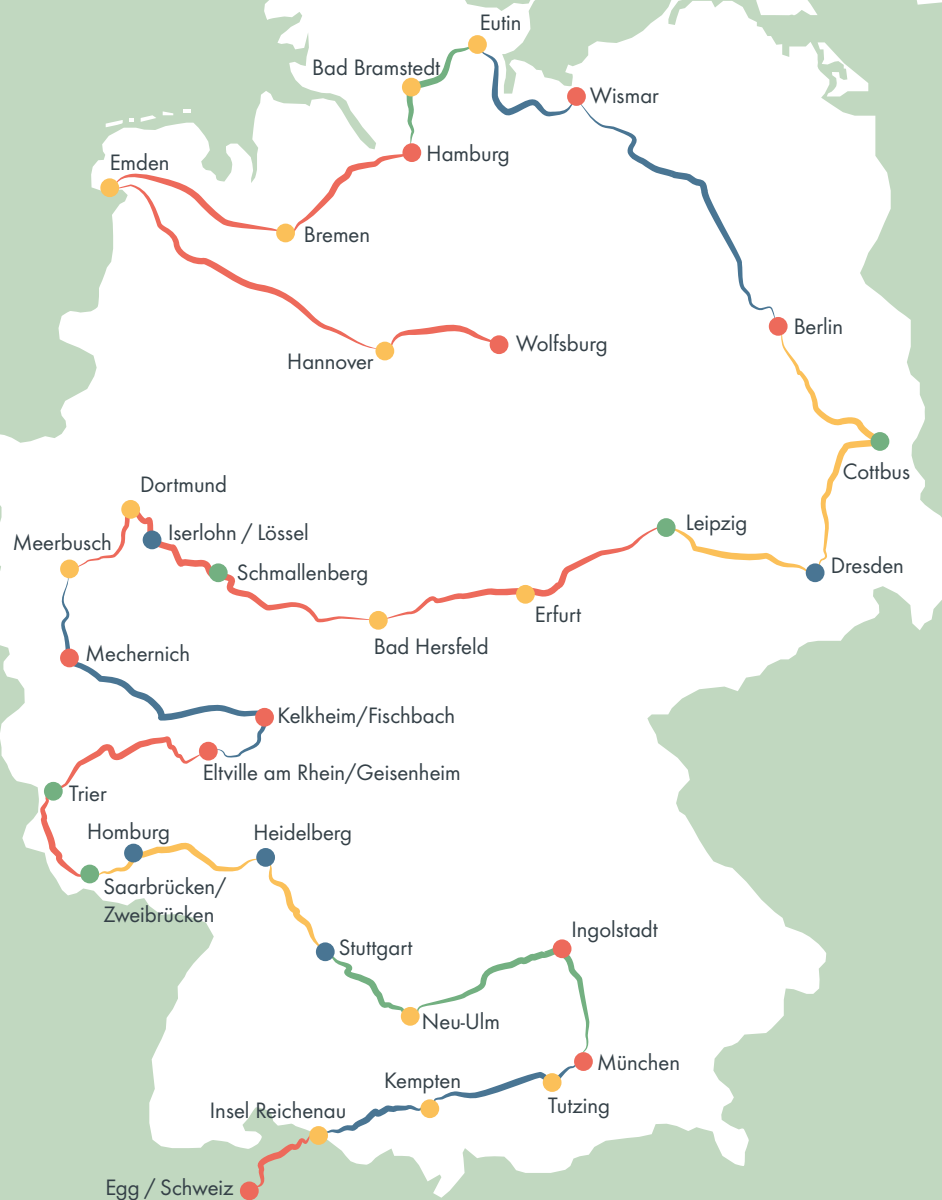 Eutin
Bad Bramstedt
Wismar
Hamburg
Emden
Bremen
Berlin
Wolfsburg
Hannover
Cottbus
Dortmund
Leipzig
Iserlohn / Lössel
Meerbusch
Schmallenberg
Dresden
Erfurt
Bad Hersfeld
Mechernich
Kelkheim/Fischbach
Eltville am Rhein/Geisenheim
Trier
Homburg
Heidelberg
Saarbrücken/
Zweibrücken
Ingolstadt
Stuttgart
Neu-Ulm
München
Kempten
Tutzing
Insel Reichenau
Egg / Schweiz